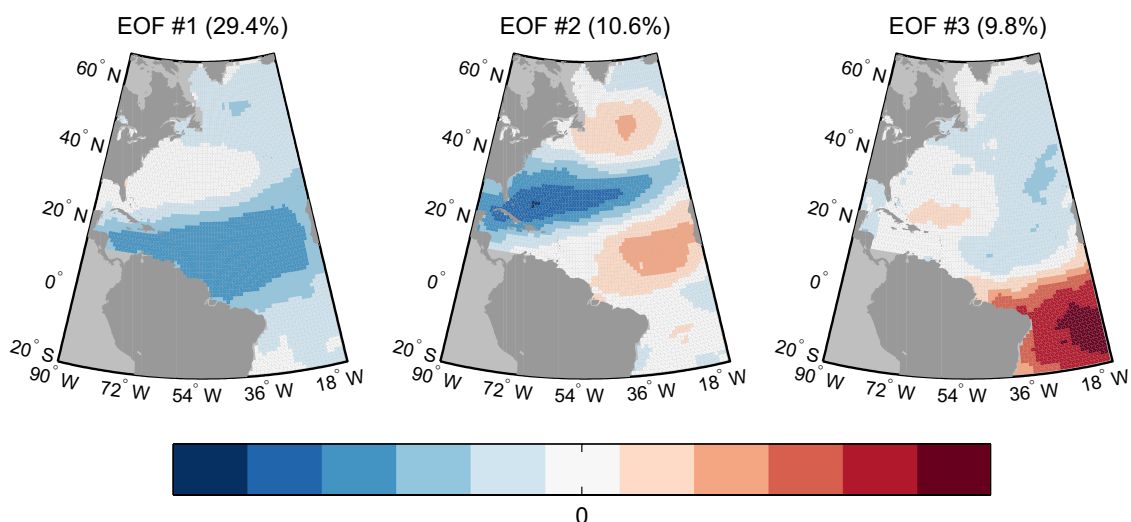 EOF #1 (29.4%)
EOF #2 (10.6%)
EOF #3 (9.8%)
60° N
40° N
20° N
0°
20° S
90° W
72° W
54° W
36° W
18° W
60° N
40° N
20° N
0°
20° S
90° W
72° W
54° W
36° W
18° W
60° N
40° N
20° N
0°
20° S
90° W
72° W
54° W
36° W
18° W
0